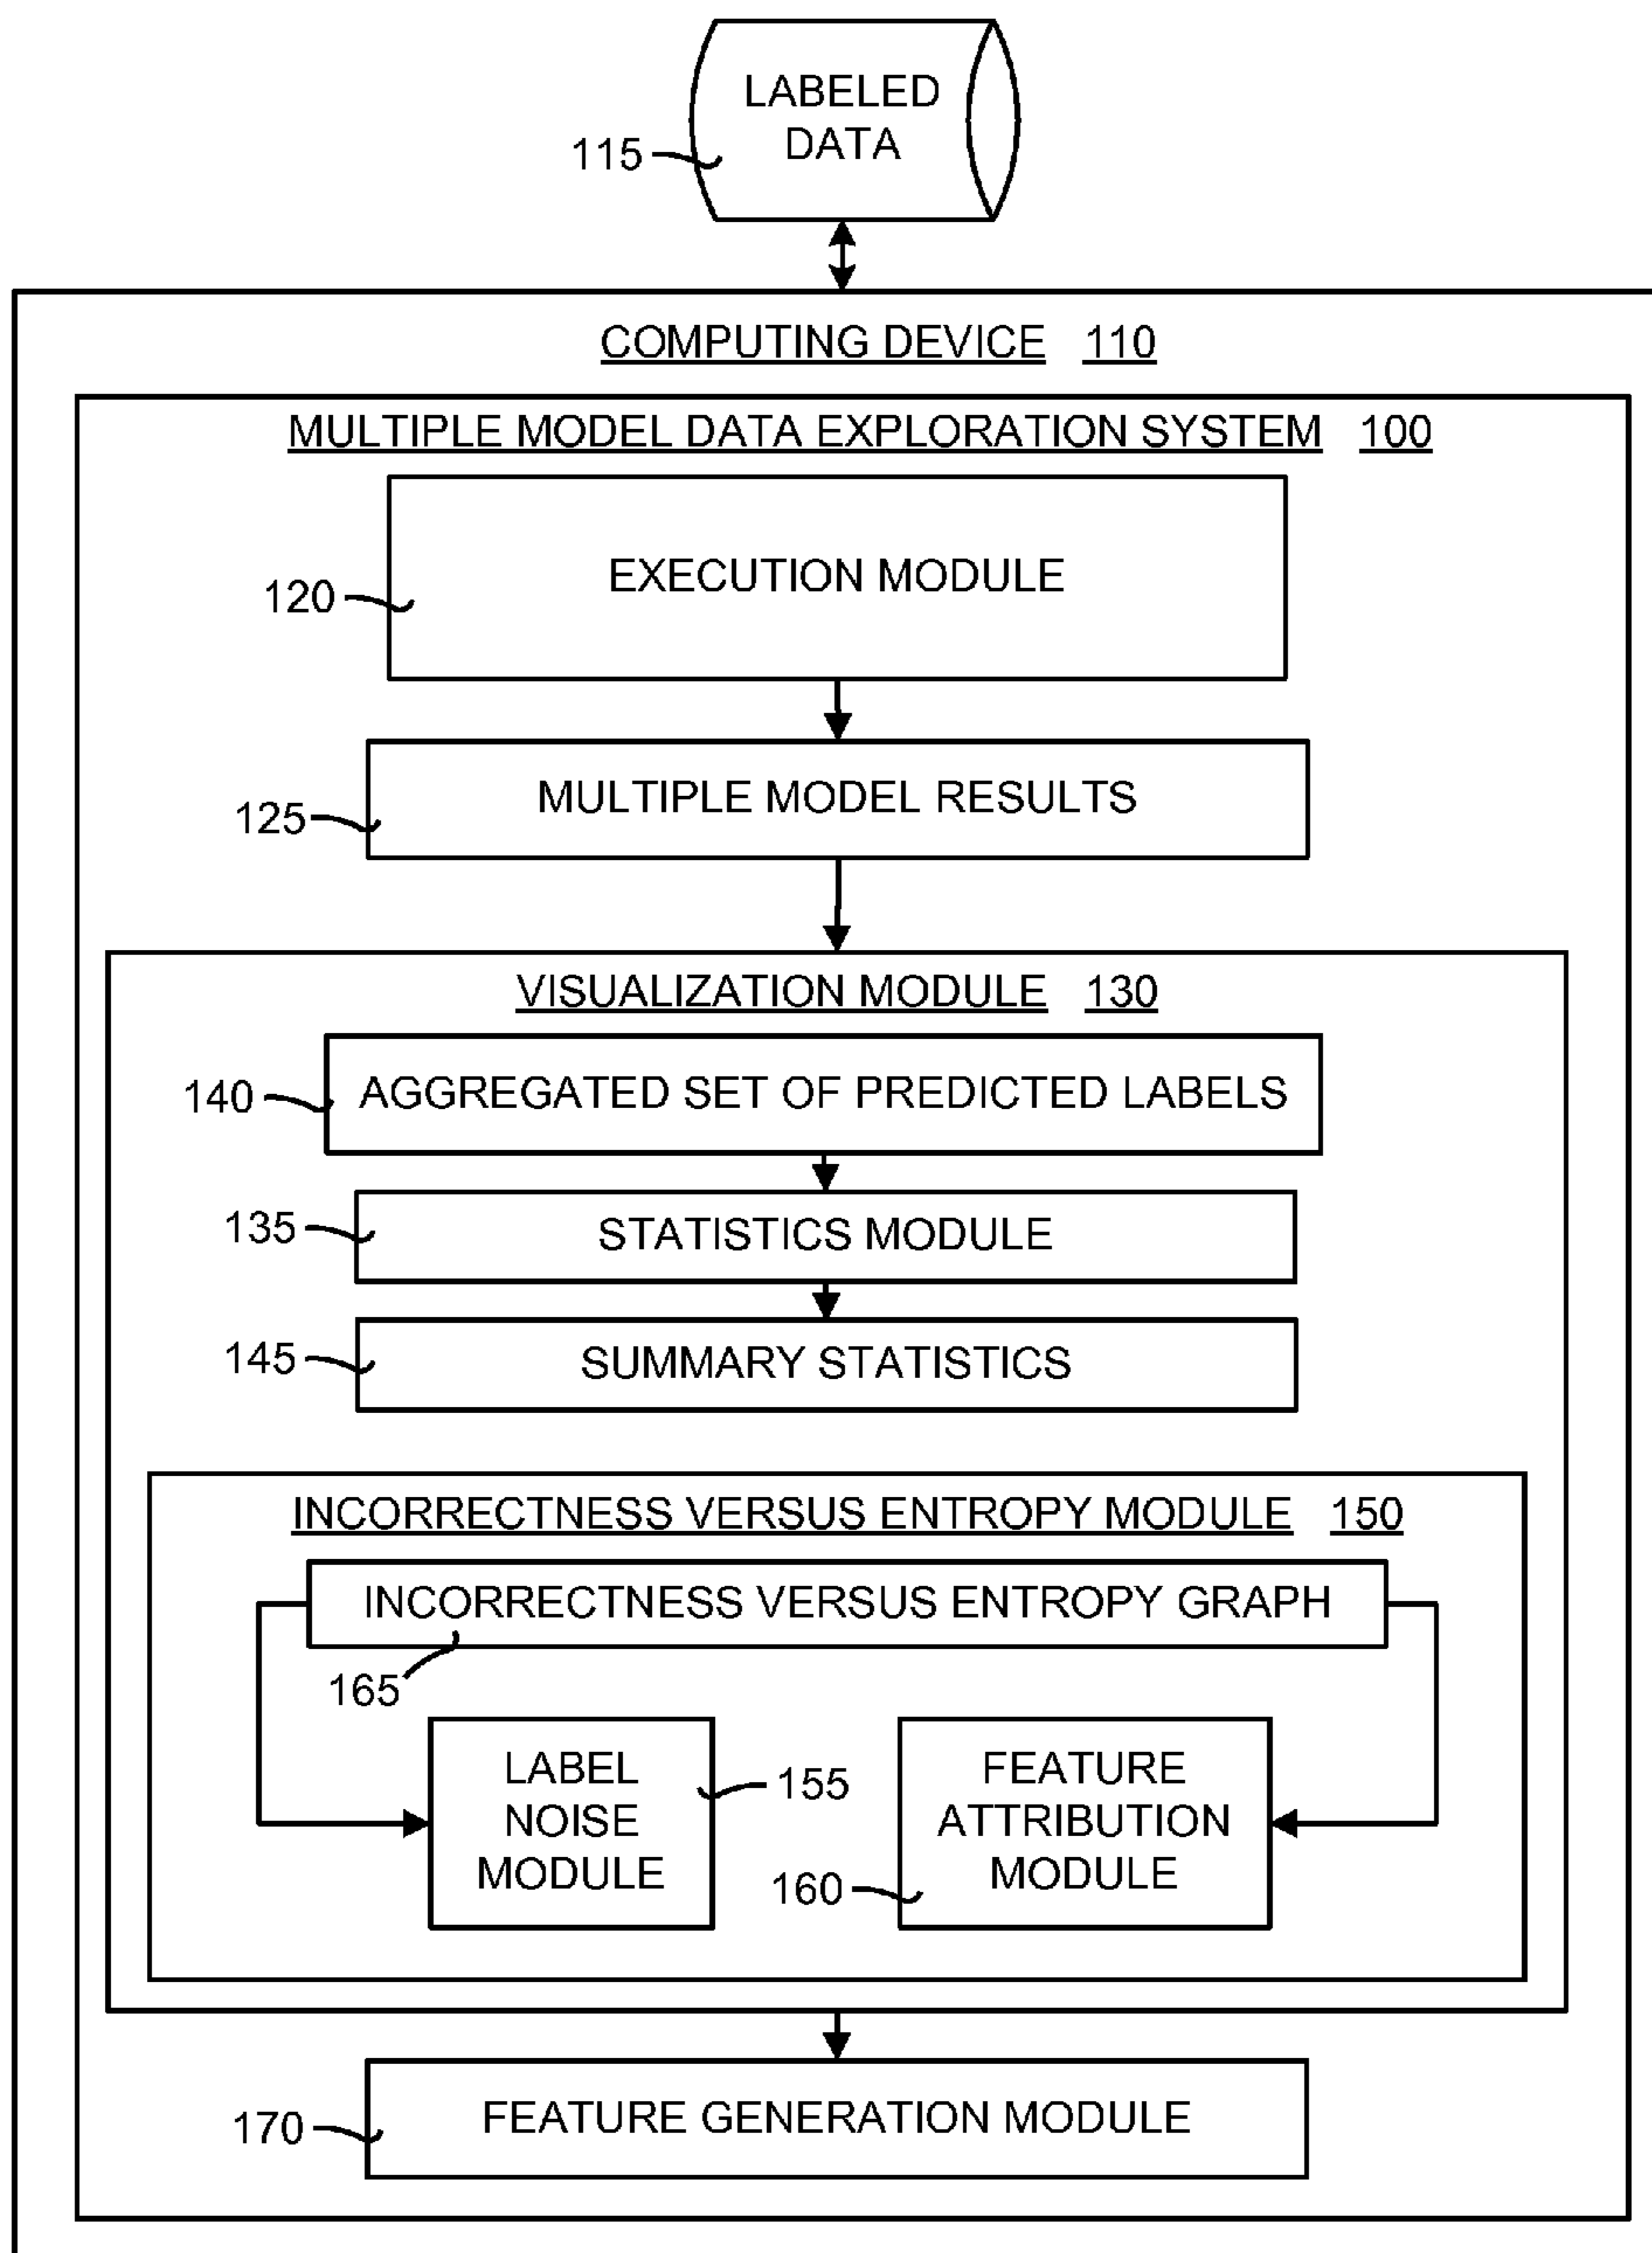 LABELED
DATA
115
COMPUTING DEVICE 110
MULTIPLE MODEL DATA EXPLORATION SYSTEM 100
EXECUTION MODULE
120
MULTIPLE MODEL RESULTS
125
VISUALIZATION MODULE 130
140
AGGREGATED SET OF PREDICTED LABELS
135
STATISTICS MODULE
145
SUMMARY STATISTICS
INCORRECTNESS VERSUS ENTROPY MODULE 150
INCORRECTNESS VERSUS ENTROPY GRAPH
165
LABEL
NOISE
MODULE
155
FEATURE
ATTRIBUTION
MODULE
160
170
FEATURE GENERATION MODULE